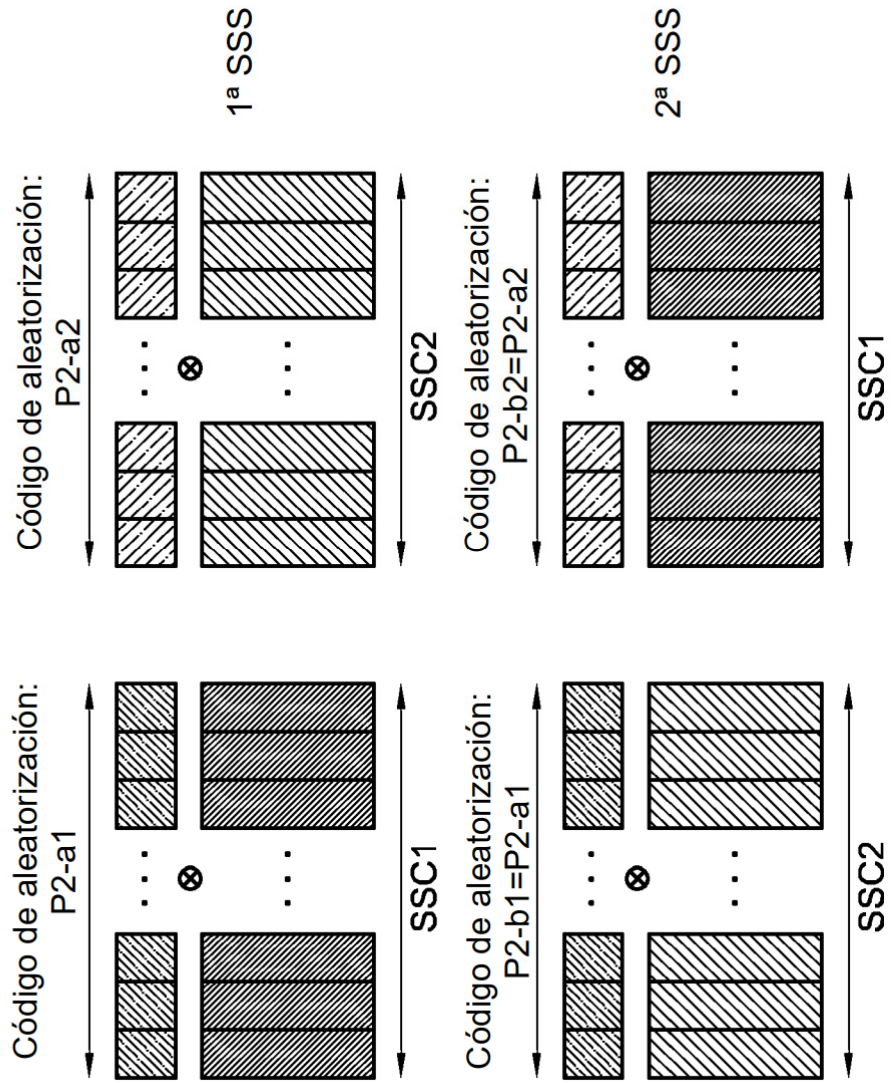 Código de aleatorización:
P2-a1
SSC1
Código de aleatorización:
P2-a2
SSC2
1ª SSS
Código de aleatorización:
P2-b1=P2-a1
SSC2
Código de aleatorización:
P2-b2=P2-a2
SSC1
2ª SSS